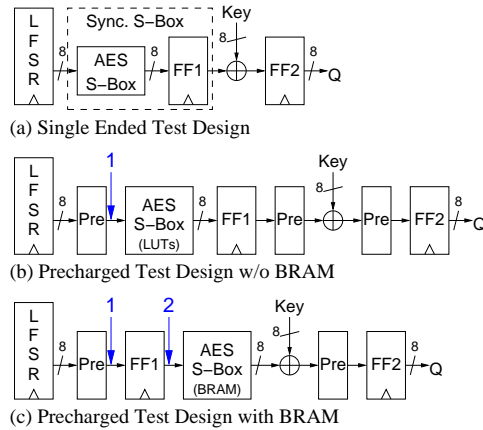 L
F
S
R
8
Sync. S-Box
AES
S-Box
8
FF1
Key
8
FF2
8
Q
(a) Single Ended Test Design
L
F
S
R
8
Pre
1
AES
S-Box
(LUTs)
8
FF1
Pre
Key
8
Pre
FF2
8
Q
(b) Precharged Test Design w/o BRAM
L
F
S
R
8
Pre
1
FF1
2
AES
S-Box
(BRAM)
8
Key
8
Pre
FF2
8
Q
(c) Precharged Test Design with BRAM